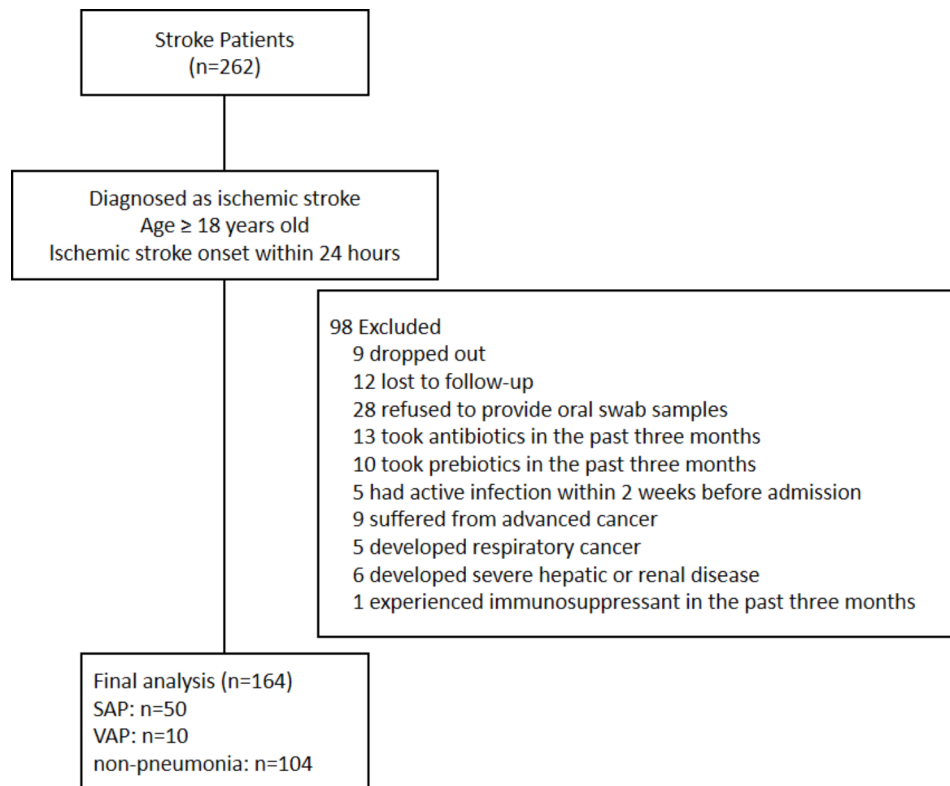 Stroke Patients
(n=262)
Diagnosed as ischemic stroke
Age ≥ 18 years old
Ischemic stroke onset within 24 hours
98 Excluded
9 dropped out
12 lost to follow-up
28 refused to provide oral swab samples
13 took antibiotics in the past three months
10 took prebiotics in the past three months
5 had active infection within 2 weeks before admission
9 suffered from advanced cancer
5 developed respiratory cancer
6 developed severe hepatic or renal disease
1 experienced immunosuppressant in the past three months
Final analysis (n=164)
SAP: n=50
VAP: n=10
non-pneumonia: n=104